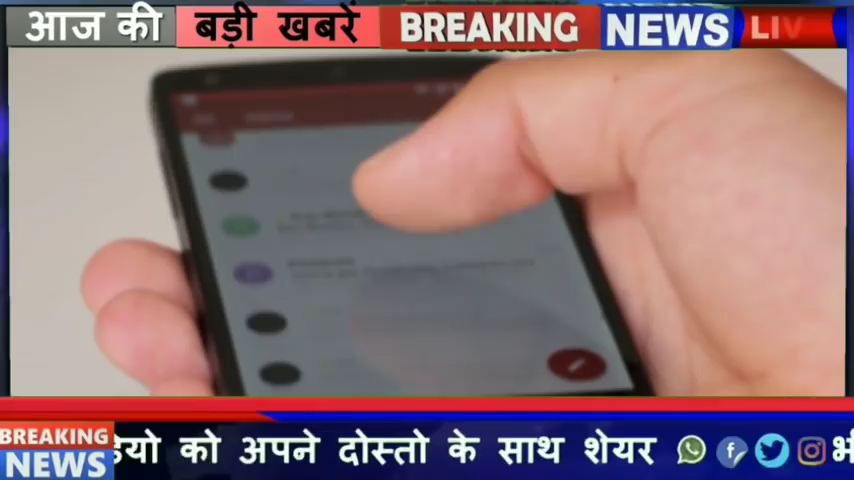 आज की बड़ी खबरें BREAKING NEWS LIV
BREAKING
NEWS
डियो को अपने दोस्तो के साथ शेयर